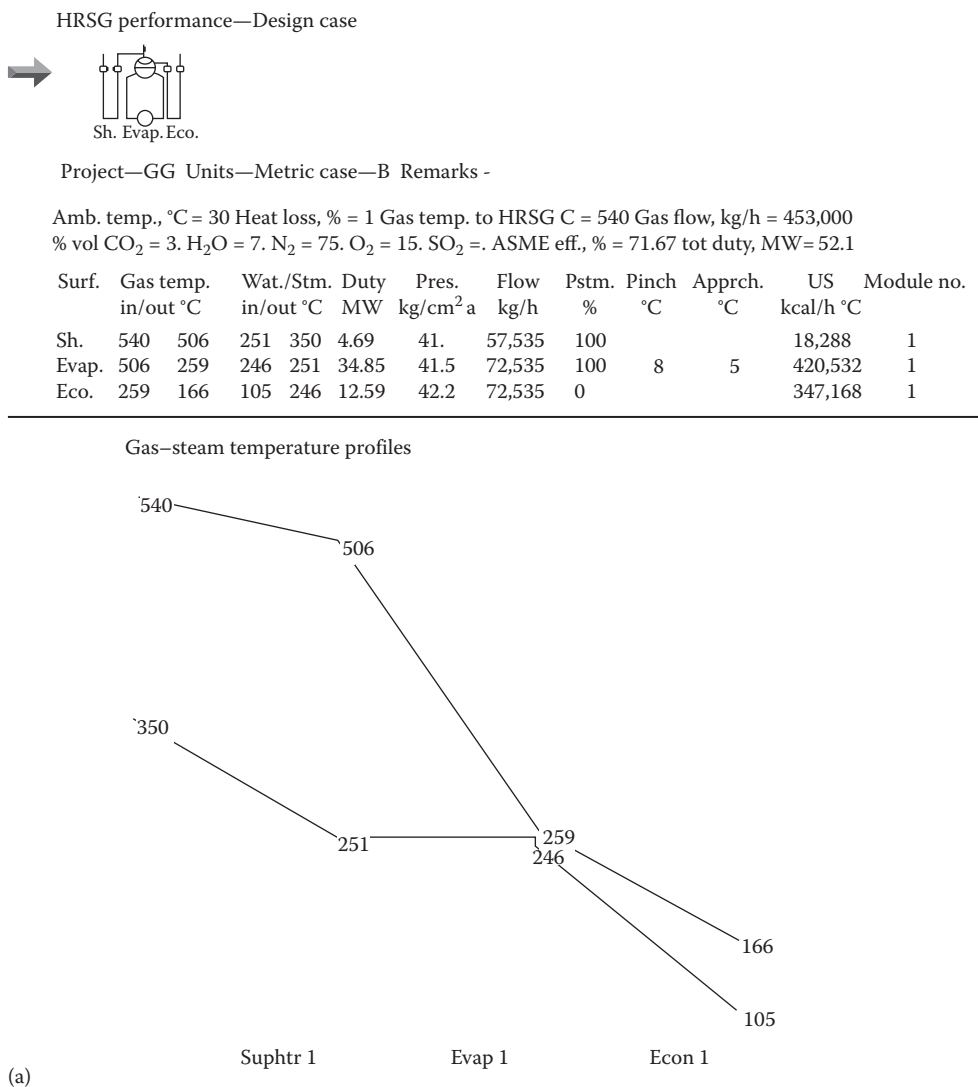 HRSG performance—Design case
Sh. Evap. Eco.
Project—GG Units—Metric case—B Remarks -
Amb. temp., °C = 30 Heat loss, % = 1 Gas temp. to HRSG C = 540 Gas flow, kg/h = 453,000
% vol CO₂ = 3. H₂O = 7. N₂ = 75. O₂ = 15. SO₂ =. ASME eff., % = 71.67 tot duty, MW= 52.1
Surf. Gas temp. Wat./Stm. Duty Pres. Flow Pstm. Pinch Apprch. US Module no.
in/out °C in/out °C MW kg/cm² a kg/h % °C °C kcal/h °C
Sh. 540 506 251 350 4.69 41. 57,535 100 18,288 1
Evap. 506 259 246 251 34.85 41.5 72,535 100 8 5 420,532 1
Eco. 259 166 105 246 12.59 42.2 72,535 0 347,168 1
Gas–steam temperature profiles
540
506
350
251
259
246
166
105
Suphtr 1 Evap 1 Econ 1
(a)